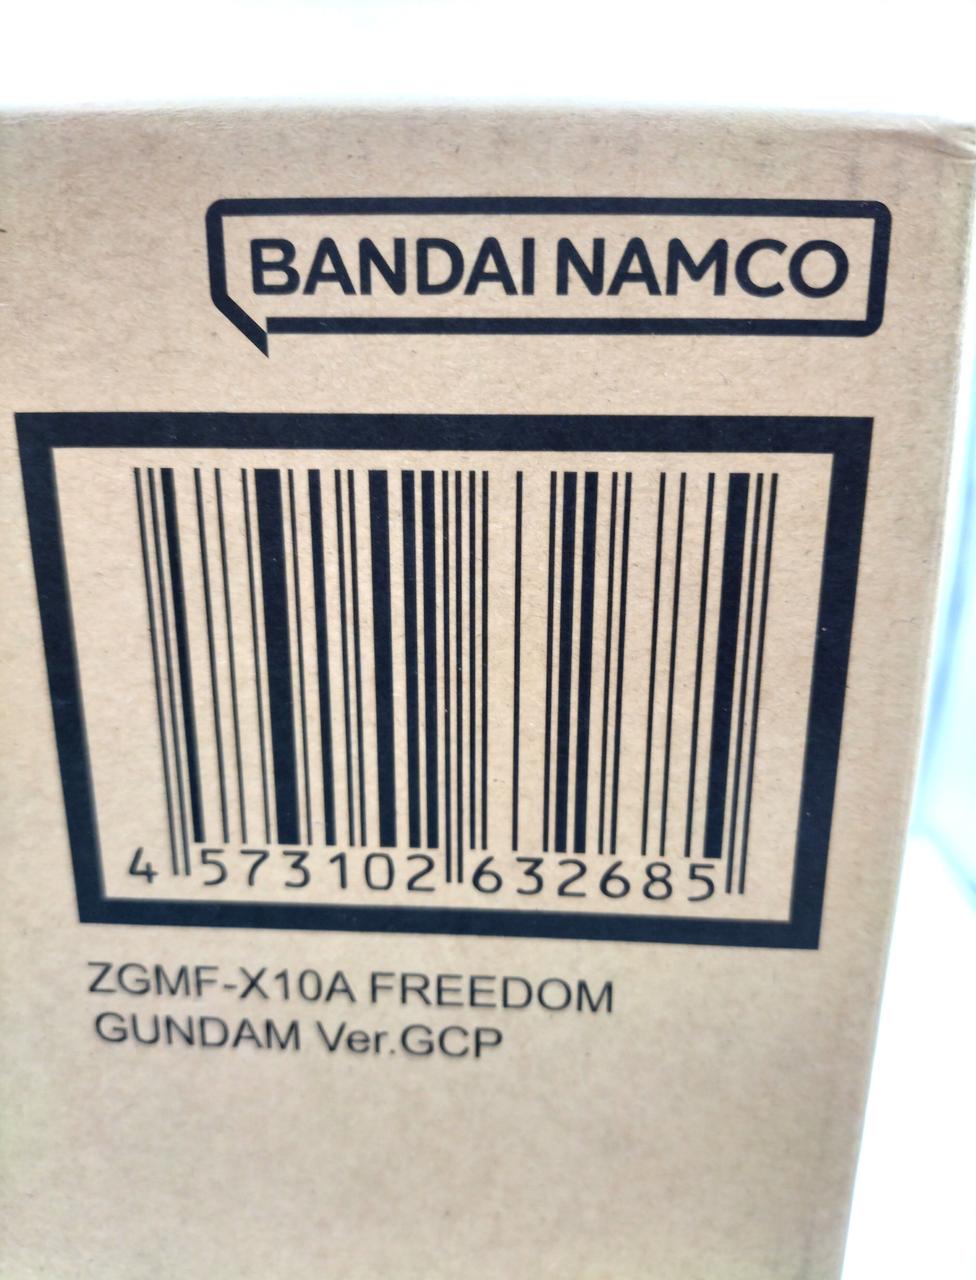 BANDAI NAMCO
4 573102 632685
ZGMF-X10A FREEDOM
GUNDAM Ver.GCP